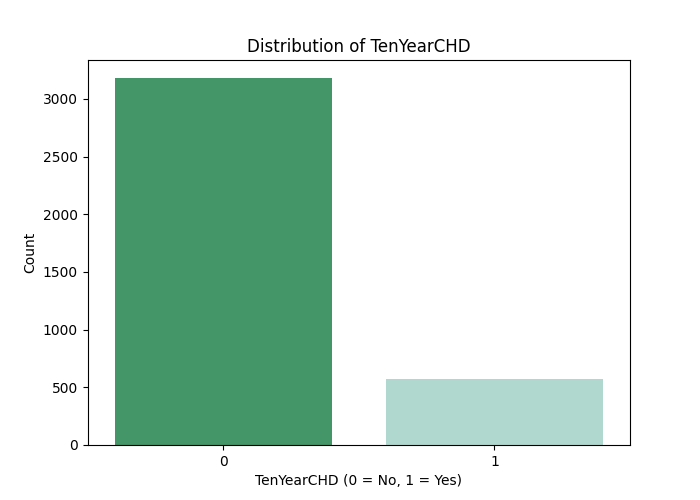 Distribution of TenYearCHD
3000
2500
2000
1500
1000
500
0
Count
0 1
TenYearCHD (0 = No, 1 = Yes)